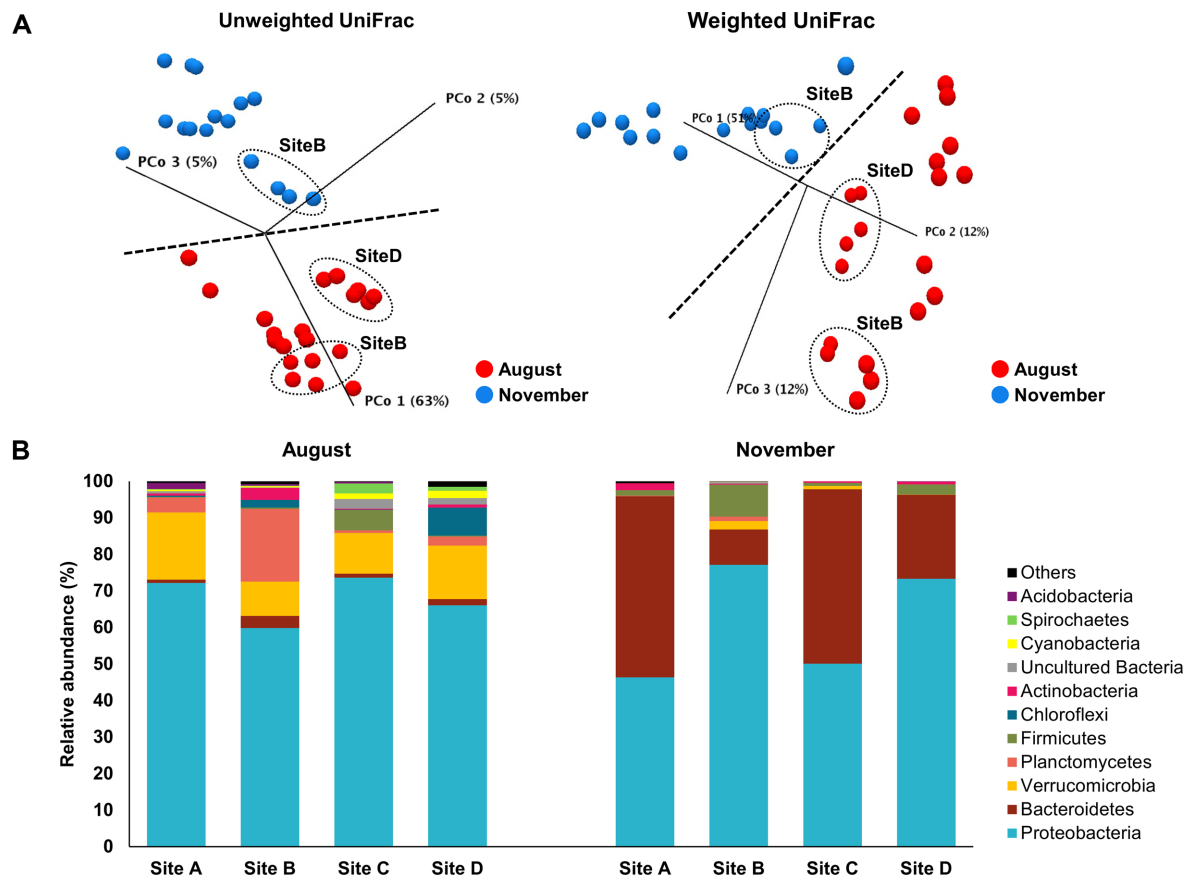 A
Unweighted UniFrac
Weighted UniFrac
PCo 2 (5%)
SiteB
PCo 3 (5%)
SiteD
SiteB
PCo 1 (63%)
August
November
SiteB
PCo 1 (51%)
SiteD
PCo 2 (12%)
SiteB
PCo 3 (12%)
August
November
B
August
November
Relative abundance (%)
100
90
80
70
60
50
40
30
20
10
0
Site A
Site B
Site C
Site D
Site A
Site B
Site C
Site D
Others
Acidobacteria
Spirochaetes
Cyanobacteria
Uncultured Bacteria
Actinobacteria
Chloroflexi
Firmicutes
Planctomycetes
Verrucomicrobia
Bacteroidetes
Proteobacteria